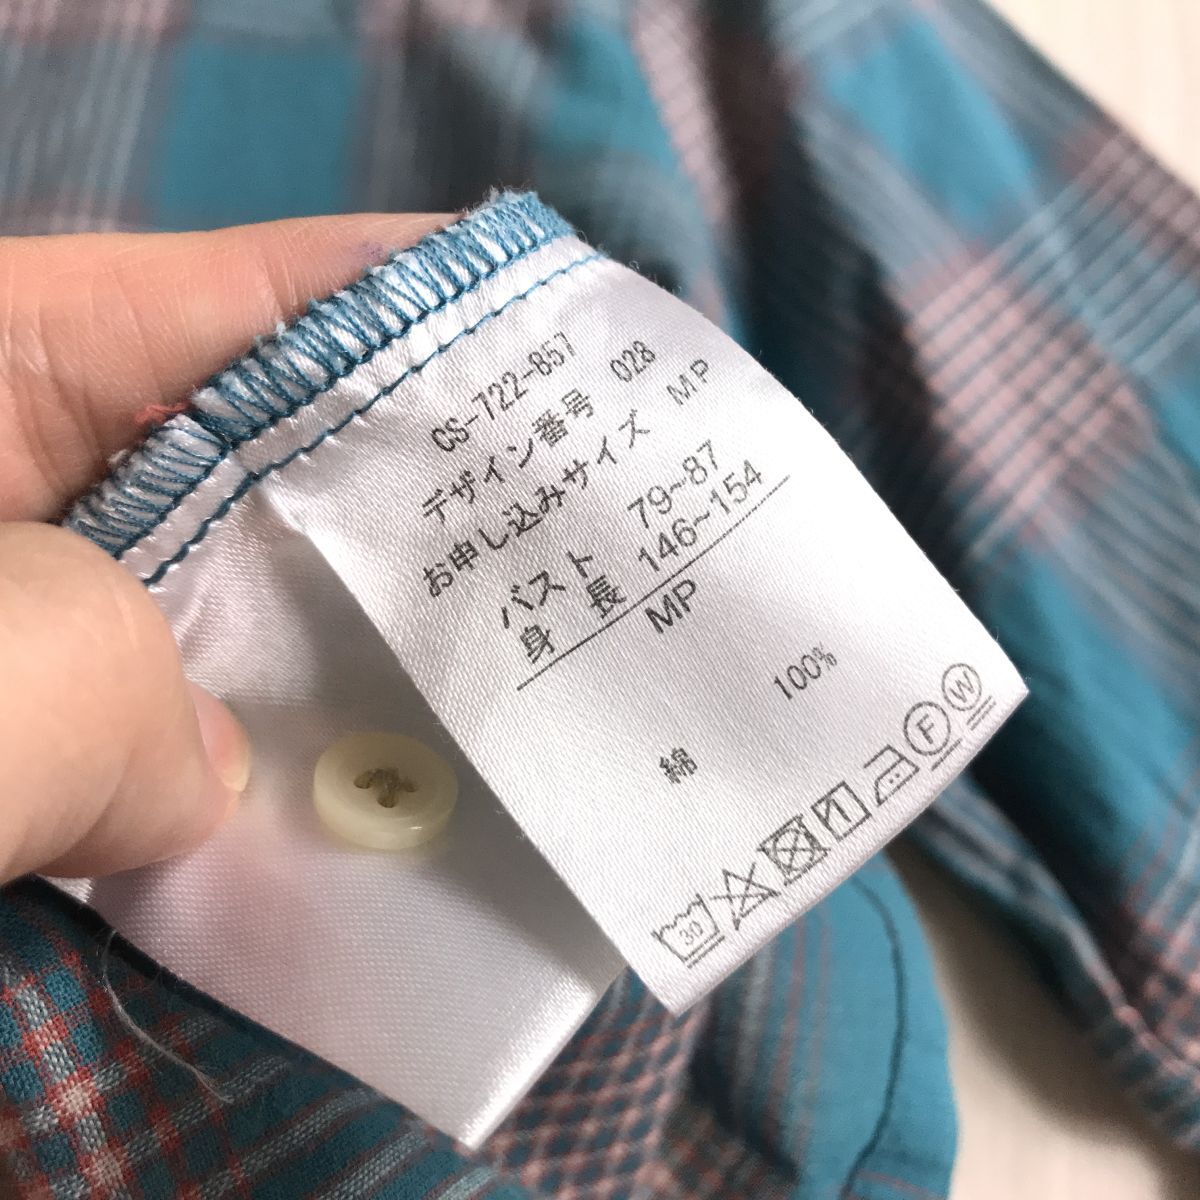 CS-722-857
デザイン番号 028
お申し込みサイズ MP
バスト 79~87
身長 146~154
MP
綿 100%
30 F W